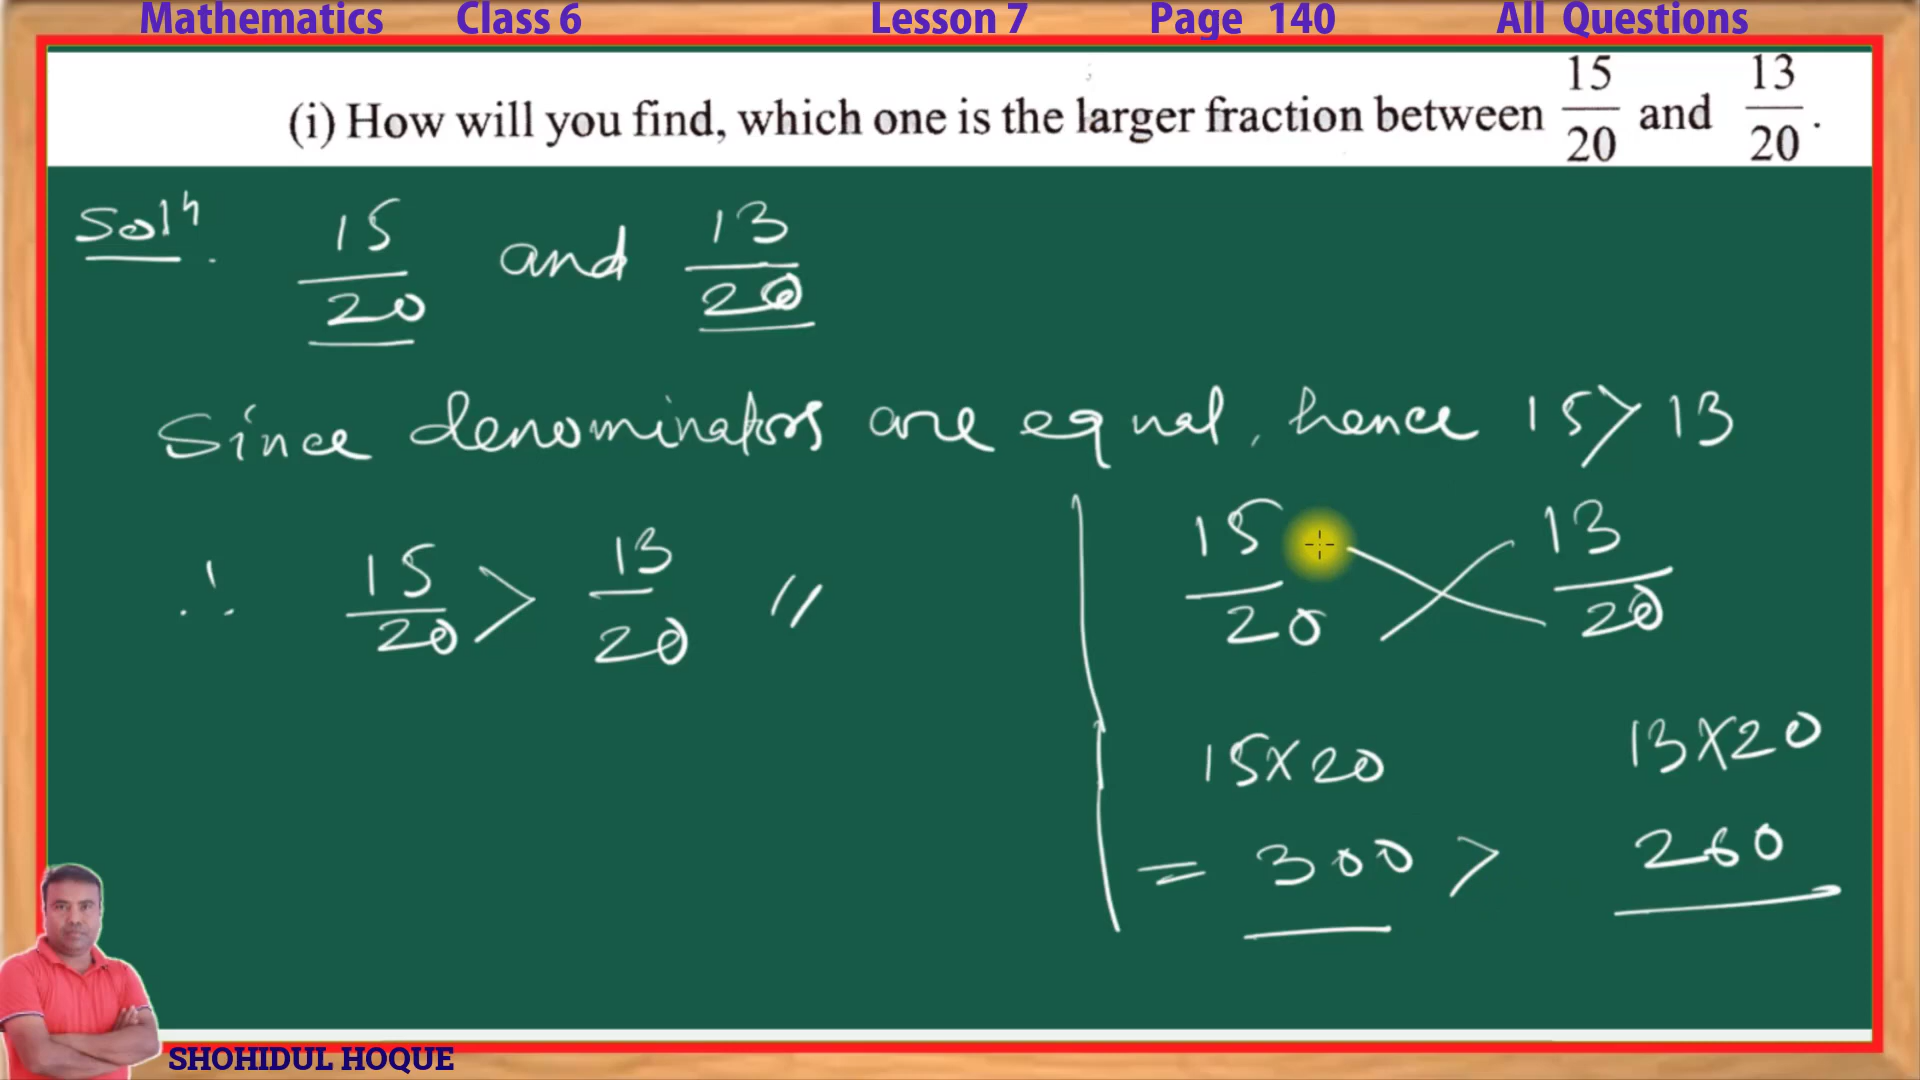 Mathematics Class 6 Lesson 7 Page 140 All Questions
(i) How will you find, which one is the larger fraction between 15/20 and 13/20.
Soln. 15/20 and 13/20
Since denominators are equal, hence 15 > 13
∴ 15/20 > 13/20 //
15/20 13/20
15×20 13×20
= 300 > 260
SHOHIDUL HOQUE